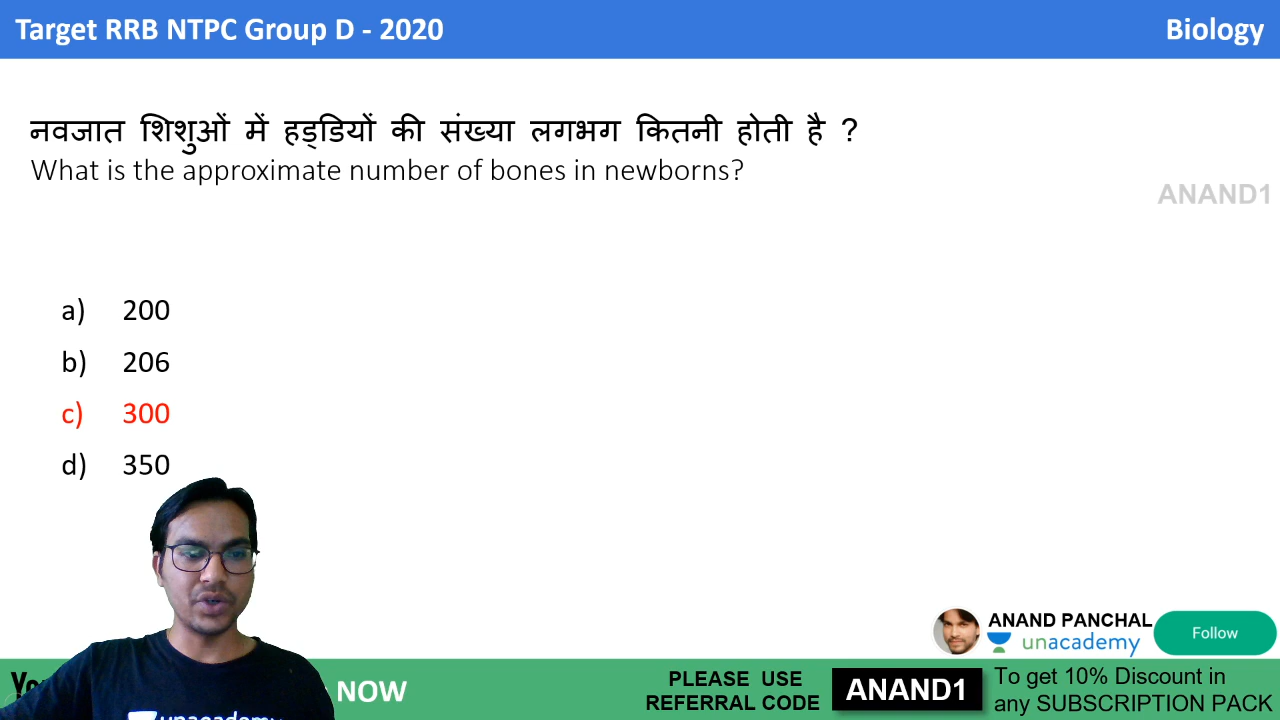 Target RRB NTPC Group D - 2020
Biology
नवजात शिशुओं में हड्डियों की संख्या लगभग कितनी होती है ?
What is the approximate number of bones in newborns?
ANAND1
a) 200
b) 206
c) 300
d) 350
ANAND PANCHAL
unacademy
Follow
NOW
PLEASE USE
REFERRAL CODE
ANAND1
To get 10% Discount in
any SUBSCRIPTION PACK
unacademy